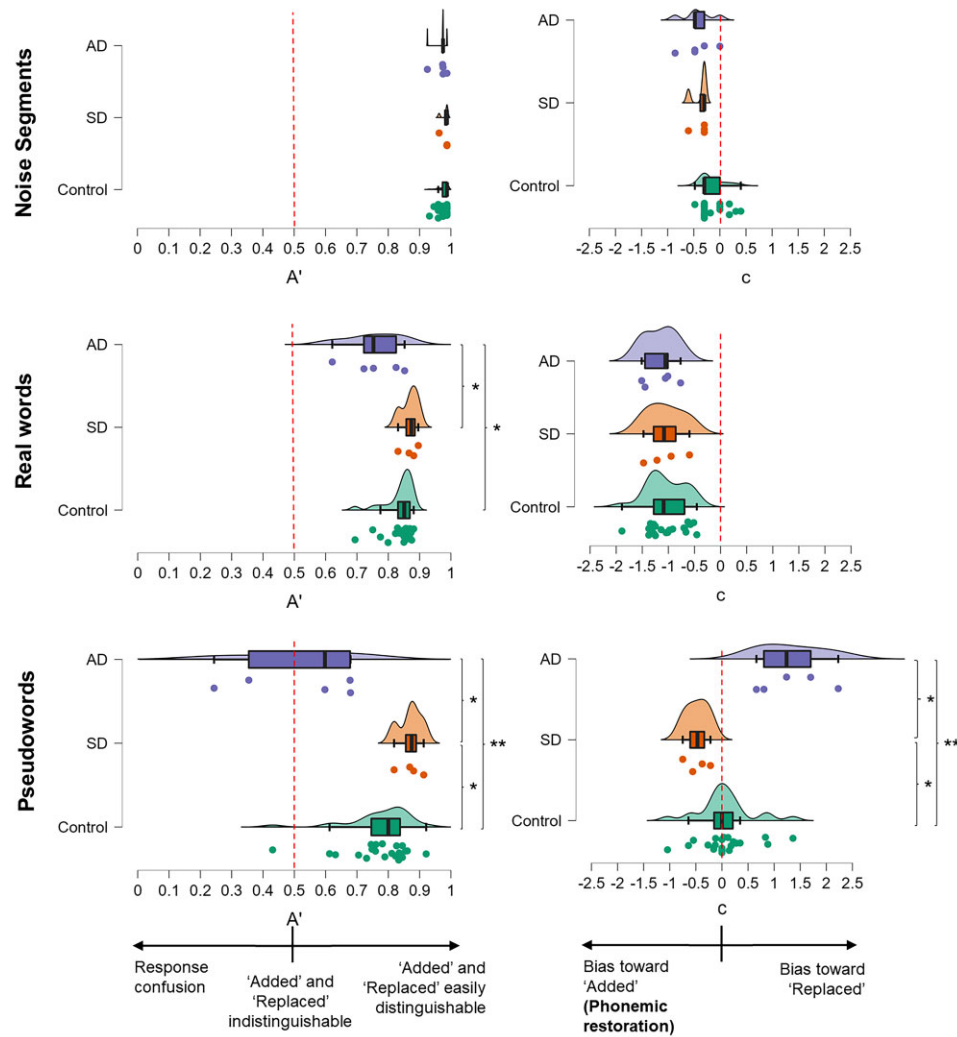 Noise Segments
AD
SD
Control
0 0.1 0.2 0.3 0.4 0.5 0.6 0.7 0.8 0.9 1
A'
AD
SD
Control
-2.5 -2 -1.5 -1 -0.5 0 0.5 1 1.5 2 2.5
c
Real words
AD
SD
Control
*
*
0 0.1 0.2 0.3 0.4 0.5 0.6 0.7 0.8 0.9 1
A'
AD
SD
Control
-2.5 -2 -1.5 -1 -0.5 0 0.5 1 1.5 2 2.5
c
Pseudowords
AD
SD
Control
*
**
*
0 0.1 0.2 0.3 0.4 0.5 0.6 0.7 0.8 0.9 1
A'
AD
SD
Control
*
**
*
-2.5 -2 -1.5 -1 -0.5 0 0.5 1 1.5 2 2.5
c
Response
confusion
'Added' and
'Replaced'
indistinguishable
'Added' and
'Replaced' easily
distinguishable
Bias toward
'Added'
(Phonemic
restoration)
Bias toward
'Replaced'